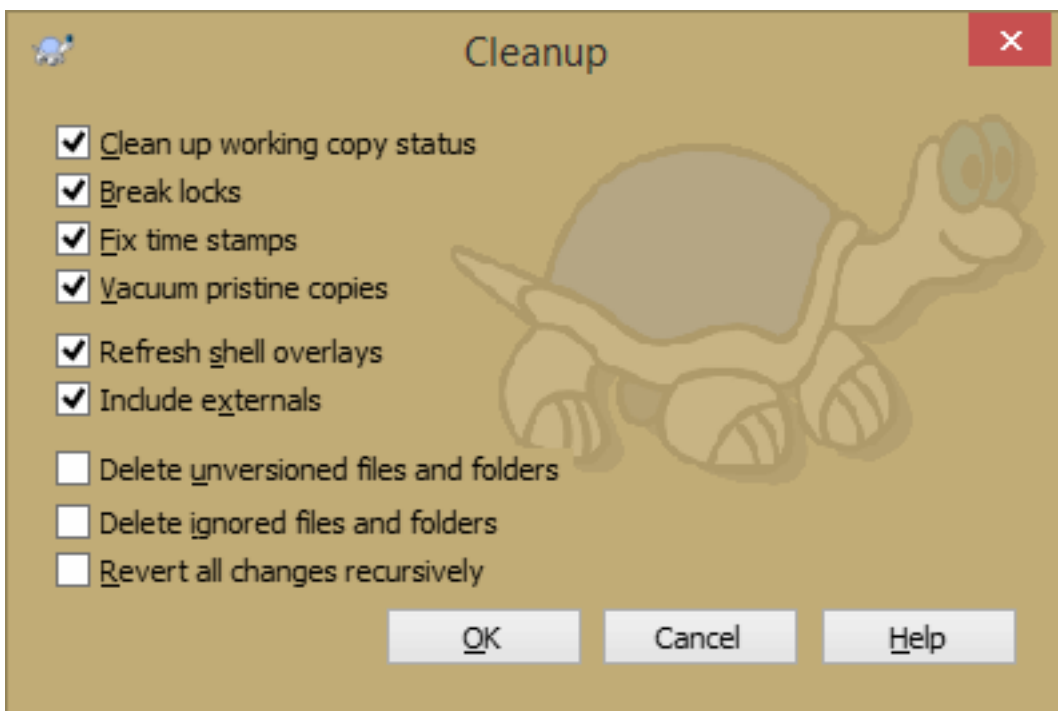 Cleanup
Clean up working copy status
Break locks
Fix time stamps
Vacuum pristine copies
Refresh shell overlays
Include externals
Delete unversioned files and folders
Delete ignored files and folders
Revert all changes recursively
OK Cancel Help